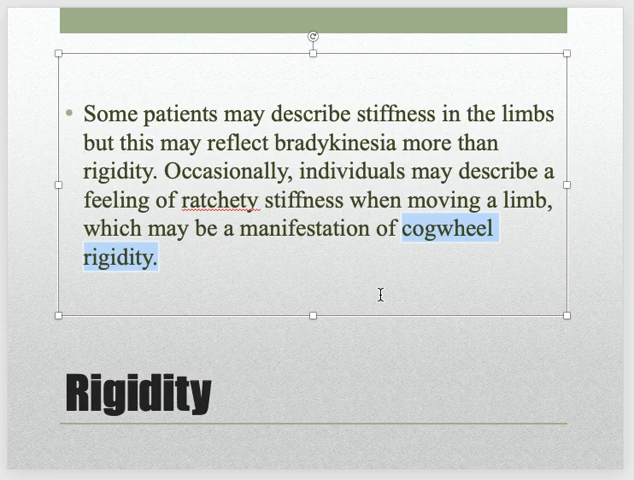 • Some patients may describe stiffness in the limbs
but this may reflect bradykinesia more than
rigidity. Occasionally, individuals may describe a
feeling of ratchety stiffness when moving a limb,
which may be a manifestation of cogwheel
rigidity.
Rigidity